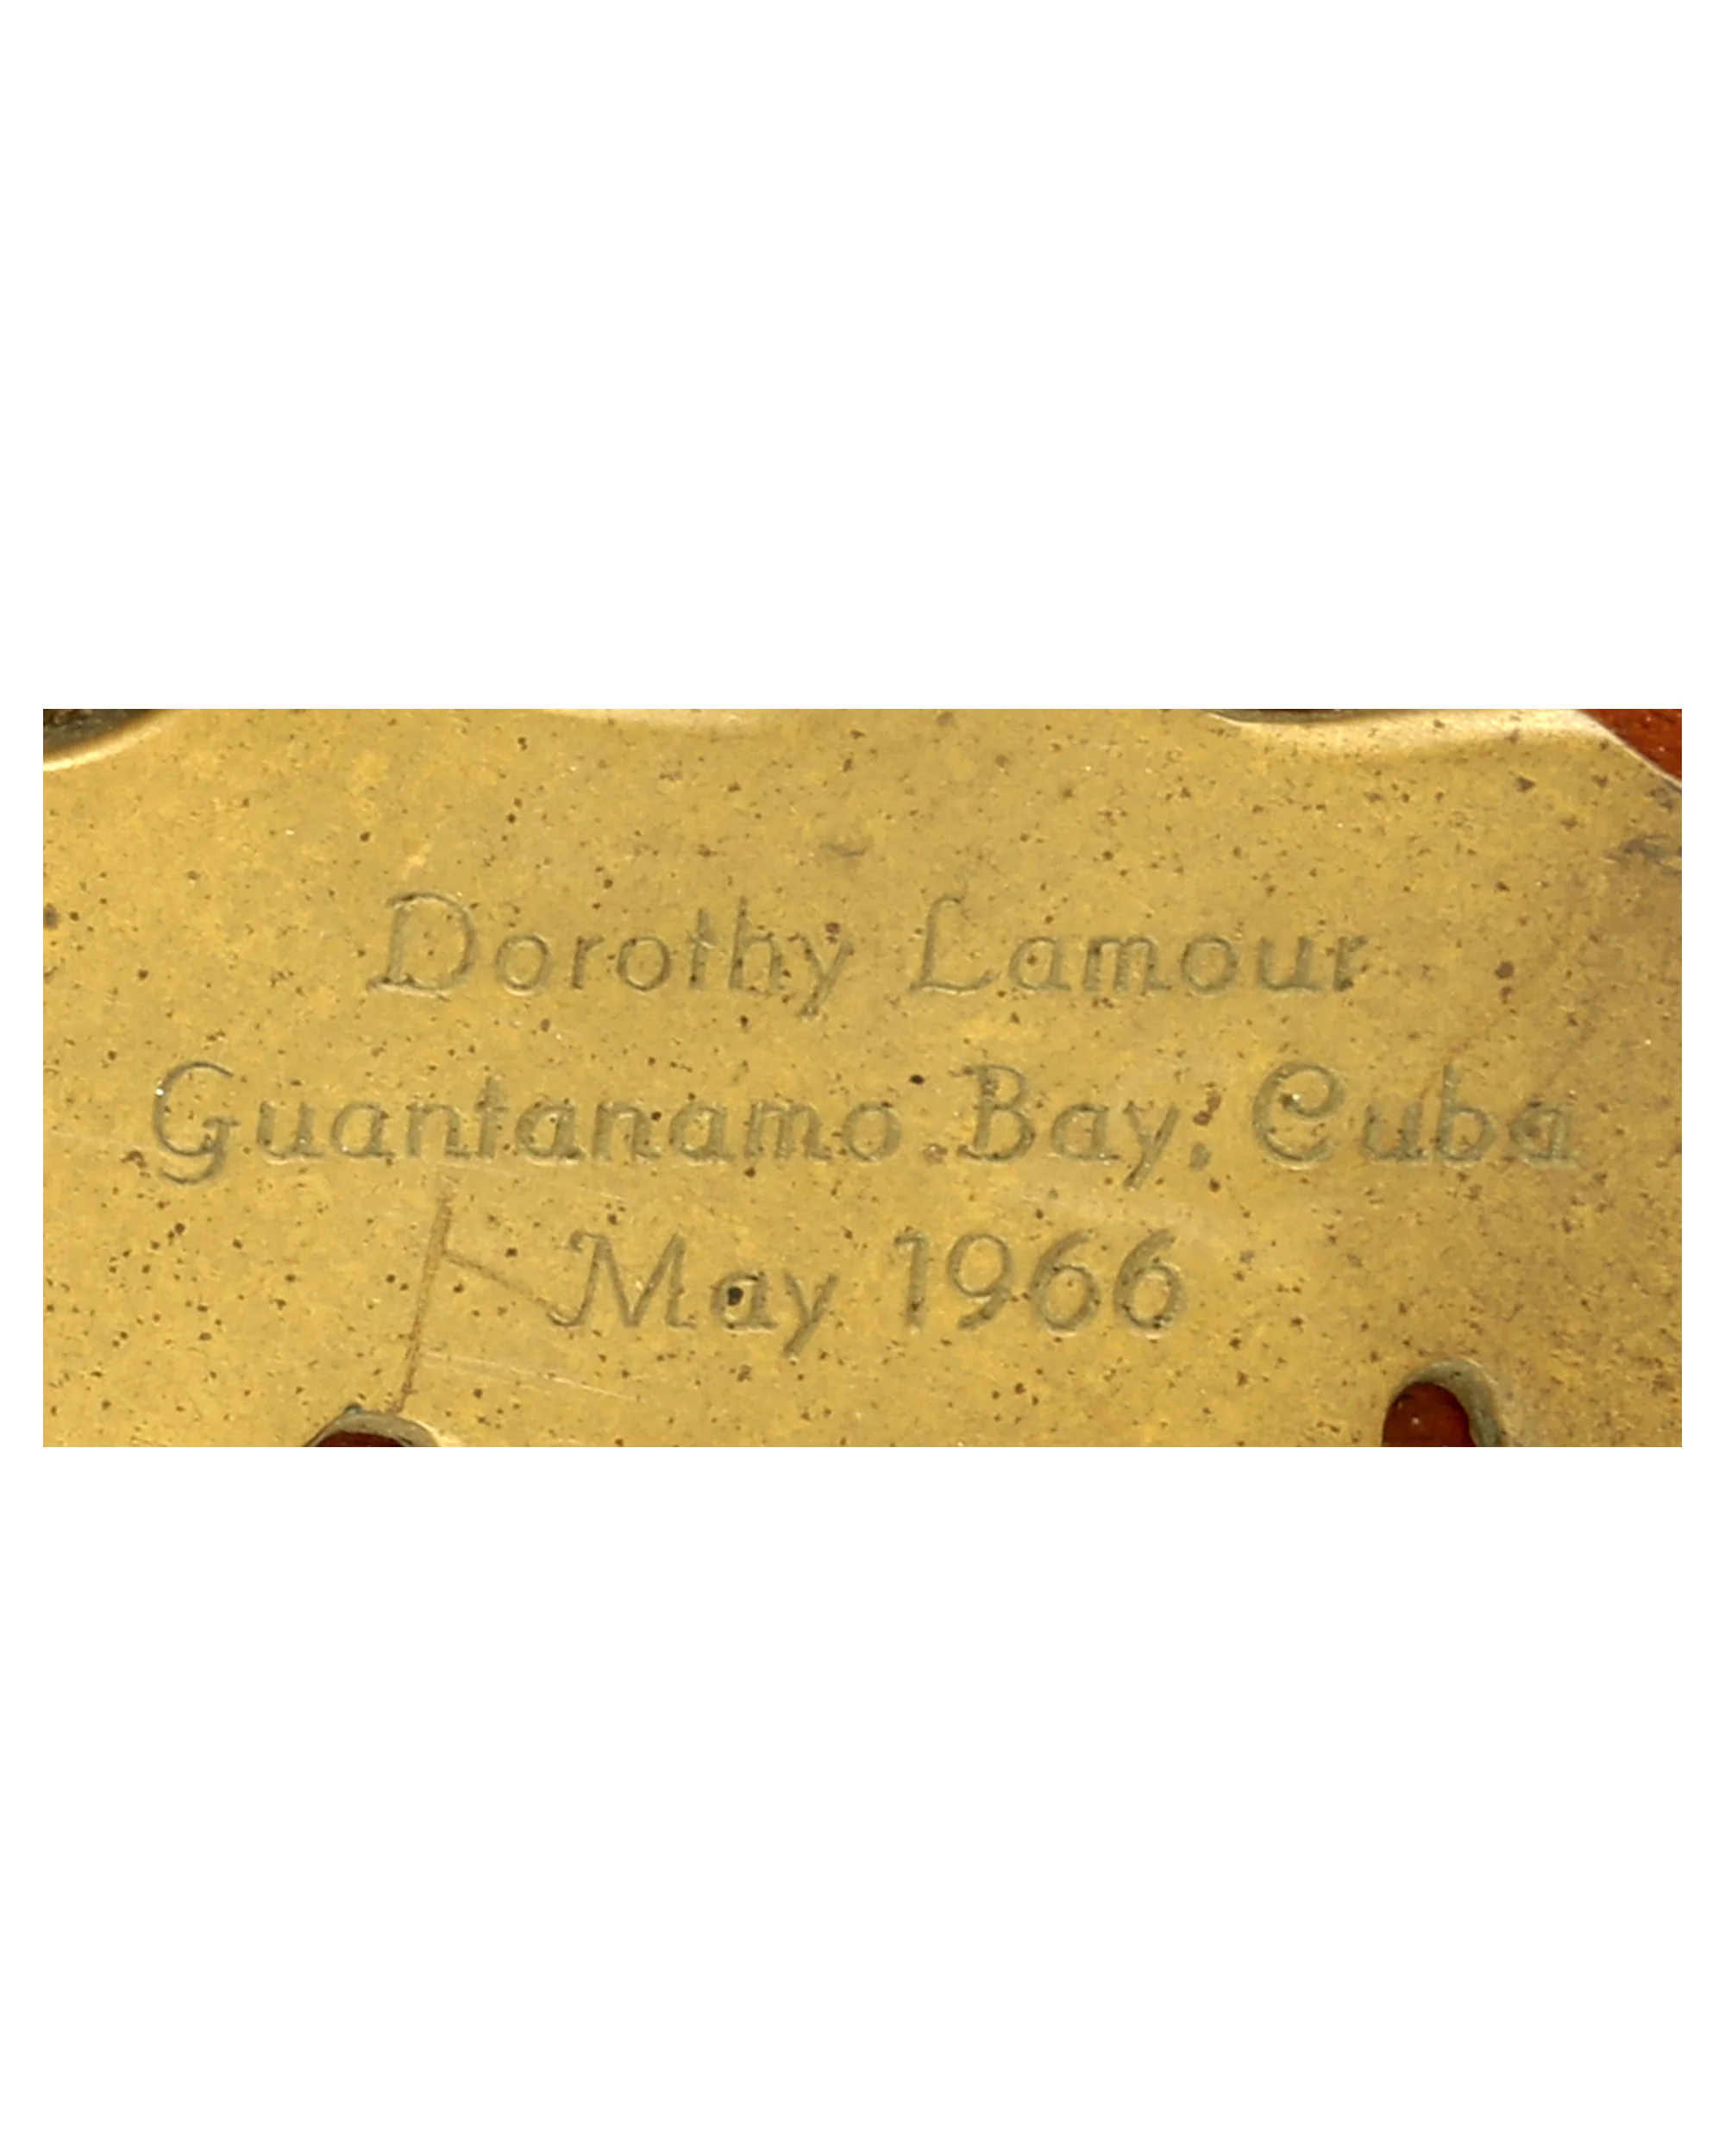 Dorothy Lamour
Guantanamo Bay, Cuba
May 1966